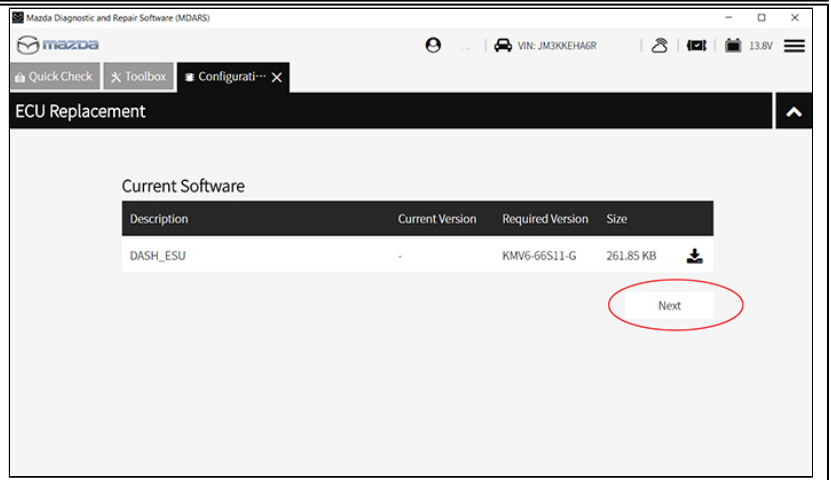 Mazda Diagnostic and Repair Software (MDARS)
mazda
VIN: JM3KKEHA6R
13.8V
Quick Check
Toolbox
Configurati···
ECU Replacement
Current Software
Description Current Version Required Version Size
DASH_ESU - KMV6-66S11-G 261.85 KB
Next